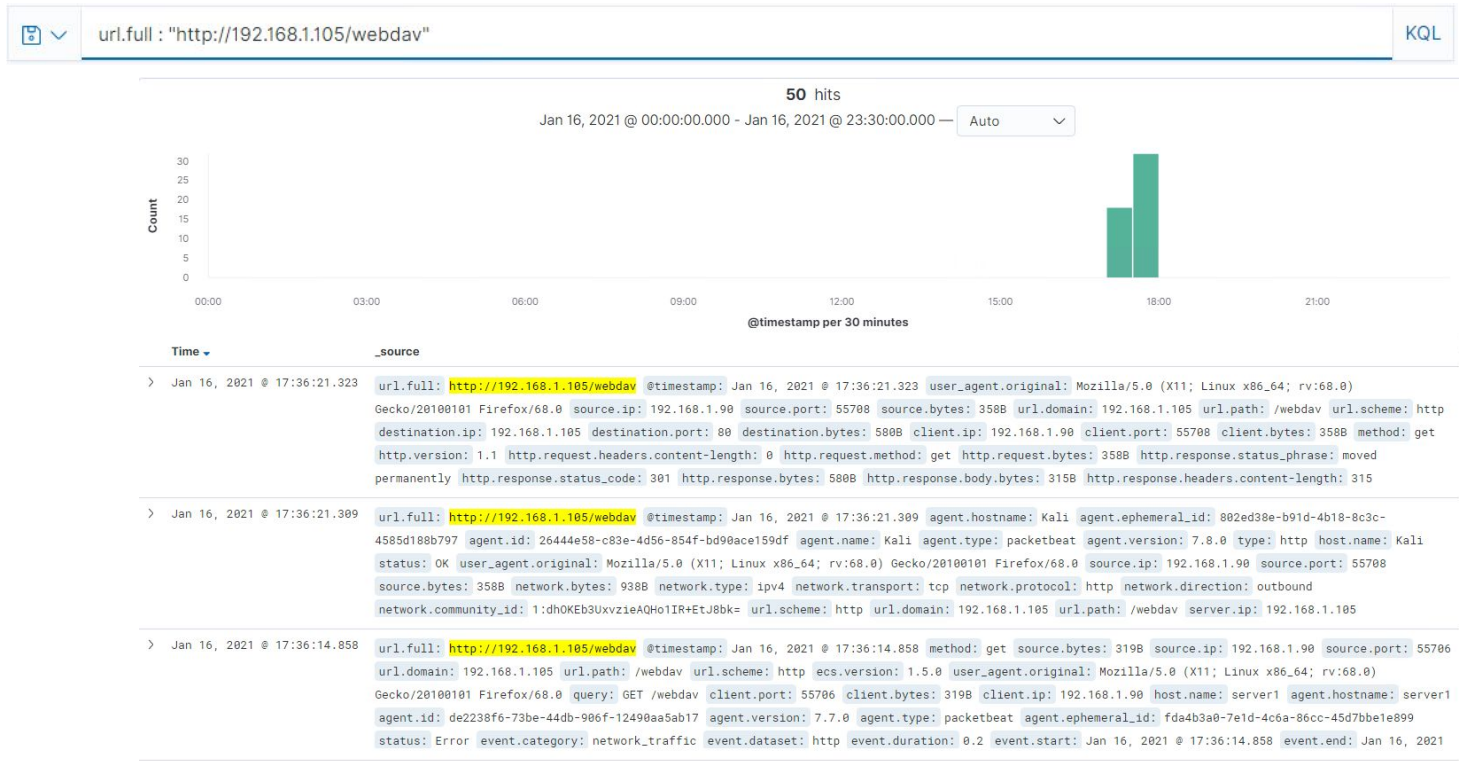 url.full : "http://192.168.1.105/webdav"
KQL
50 hits
Jan 16, 2021 @ 00:00:00.000 - Jan 16, 2021 @ 23:30:00.000 — Auto
30
25
20
15
10
5
0
Count
00:00 03:00 06:00 09:00 12:00 15:00 18:00 21:00
@timestamp per 30 minutes
Time _source
Jan 16, 2021 @ 17:36:21.323 url.full: http://192.168.1.105/webdav @timestamp: Jan 16, 2021 @ 17:36:21.323 user_agent.original: Mozilla/5.0 (X11; Linux x86_64; rv:68.0)
Gecko/20100101 Firefox/68.0 source.ip: 192.168.1.90 source.port: 55708 source.bytes: 358B url.domain: 192.168.1.105 url.path: /webdav url.scheme: http
destination.ip: 192.168.1.105 destination.port: 80 destination.bytes: 580B client.ip: 192.168.1.90 client.port: 55708 client.bytes: 358B method: get
http.version: 1.1 http.request.headers.content-length: 0 http.request.method: get http.request.bytes: 358B http.response.status_phrase: moved
permanently http.response.status_code: 301 http.response.bytes: 580B http.response.body.bytes: 315B http.response.headers.content-length: 315
Jan 16, 2021 @ 17:36:21.309 url.full: http://192.168.1.105/webdav @timestamp: Jan 16, 2021 @ 17:36:21.309 agent.hostname: Kali agent.ephemeral_id: 802ed38e-b91d-4b18-8c3c-
4585d188b797 agent.id: 26444e58-c83e-4d56-854f-bd90ace159df agent.name: Kali agent.type: packetbeat agent.version: 7.8.0 type: http host.name: Kali
status: OK user_agent.original: Mozilla/5.0 (X11; Linux x86_64; rv:68.0) Gecko/20100101 Firefox/68.0 source.ip: 192.168.1.90 source.port: 55708
source.bytes: 358B network.bytes: 938B network.type: ipv4 network.transport: tcp network.protocol: http network.direction: outbound
network.community_id: 1:dhOKEb3UxvzieAQHo1IR+EtJ8bk= url.scheme: http url.domain: 192.168.1.105 url.path: /webdav server.ip: 192.168.1.105
Jan 16, 2021 @ 17:36:14.858 url.full: http://192.168.1.105/webdav @timestamp: Jan 16, 2021 @ 17:36:14.858 method: get source.bytes: 319B source.ip: 192.168.1.90 source.port: 55706
url.domain: 192.168.1.105 url.path: /webdav url.scheme: http ecs.version: 1.5.0 user_agent.original: Mozilla/5.0 (X11; Linux x86_64; rv:68.0)
Gecko/20100101 Firefox/68.0 query: GET /webdav client.port: 55706 client.bytes: 319B client.ip: 192.168.1.90 host.name: server1 agent.hostname: server1
agent.id: de2238f6-73be-44db-906f-12490aa5ab17 agent.version: 7.7.0 agent.type: packetbeat agent.ephemeral_id: fda4b3a0-7e1d-4c6a-86cc-45d7bbe1e899
status: Error event.category: network_traffic event.dataset: http event.duration: 0.2 event.start: Jan 16, 2021 @ 17:36:14.858 event.end: Jan 16, 2021